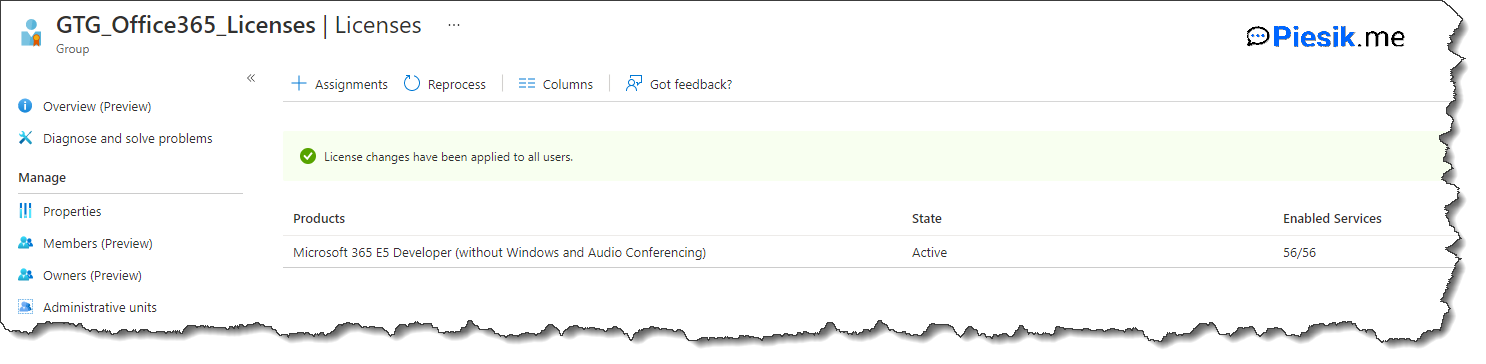 GTG_Office365_Licenses | Licenses ...
Group
Piesik.me
«
Overview (Preview)
Diagnose and solve problems
Manage
Properties
Members (Preview)
Owners (Preview)
Administrative units
+ Assignments Reprocess Columns Got feedback?
License changes have been applied to all users.
Products State Enabled Services
Microsoft 365 E5 Developer (without Windows and Audio Conferencing) Active 56/56